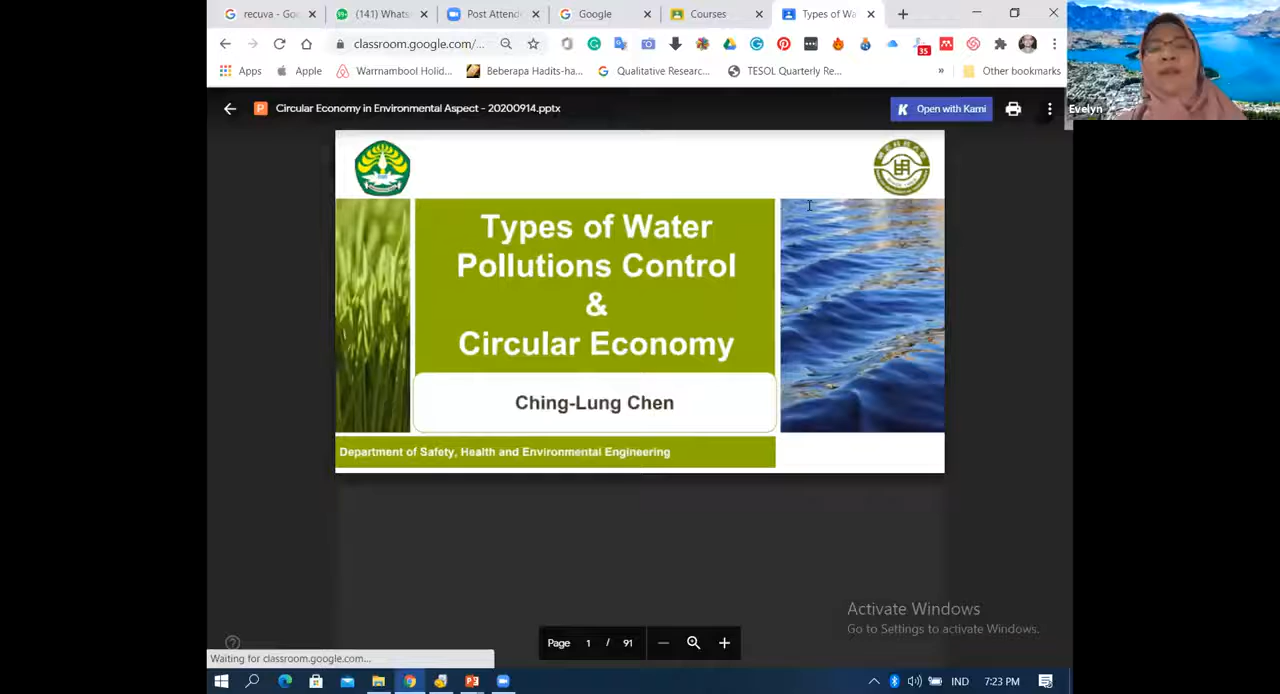 recuva - Goo
(141) Whats
Post Attend
Google
Courses
Types of Wa
classroom.google.com/...
35
Apps
Apple
Warrnambool Holid...
Beberapa Hadits-ha...
Qualitative Researc...
TESOL Quarterly Re...
»
Other bookmarks
Evelyn
Circular Economy in Environmental Aspect - 20200914.pptx
Open with Kami
Types of Water
Pollutions Control
&
Circular Economy
Ching-Lung Chen
Department of Safety, Health and Environmental Engineering
Activate Windows
Go to Settings to activate Windows.
Page 1 / 91
Waiting for classroom.google.com...
IND
7:23 PM